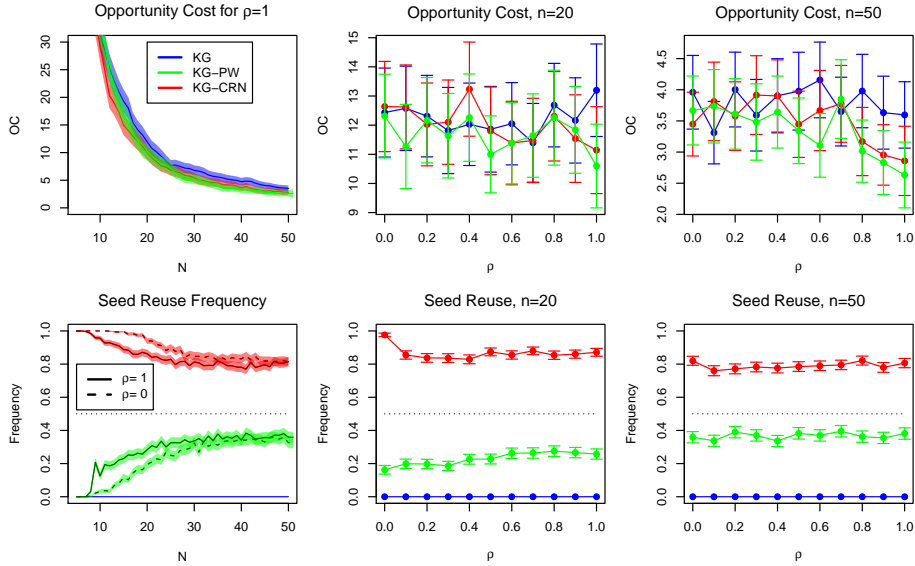 Opportunity Cost for ρ=1
OC
0 5 10 15 20 25 30
10 20 30 40 50
N
KG
KG-PW
KG-CRN
Opportunity Cost, n=20
OC
9 10 11 12 13 14 15
0.0 0.2 0.4 0.6 0.8 1.0
ρ
Opportunity Cost, n=50
OC
2.0 2.5 3.0 3.5 4.0 4.5
0.0 0.2 0.4 0.6 0.8 1.0
ρ
Seed Reuse Frequency
Frequency
0.0 0.2 0.4 0.6 0.8 1.0
10 20 30 40 50
N
ρ= 1
ρ= 0
Seed Reuse, n=20
Frequency
0.0 0.2 0.4 0.6 0.8 1.0
0.0 0.2 0.4 0.6 0.8 1.0
ρ
Seed Reuse, n=50
Frequency
0.0 0.2 0.4 0.6 0.8 1.0
0.0 0.2 0.4 0.6 0.8 1.0
ρ